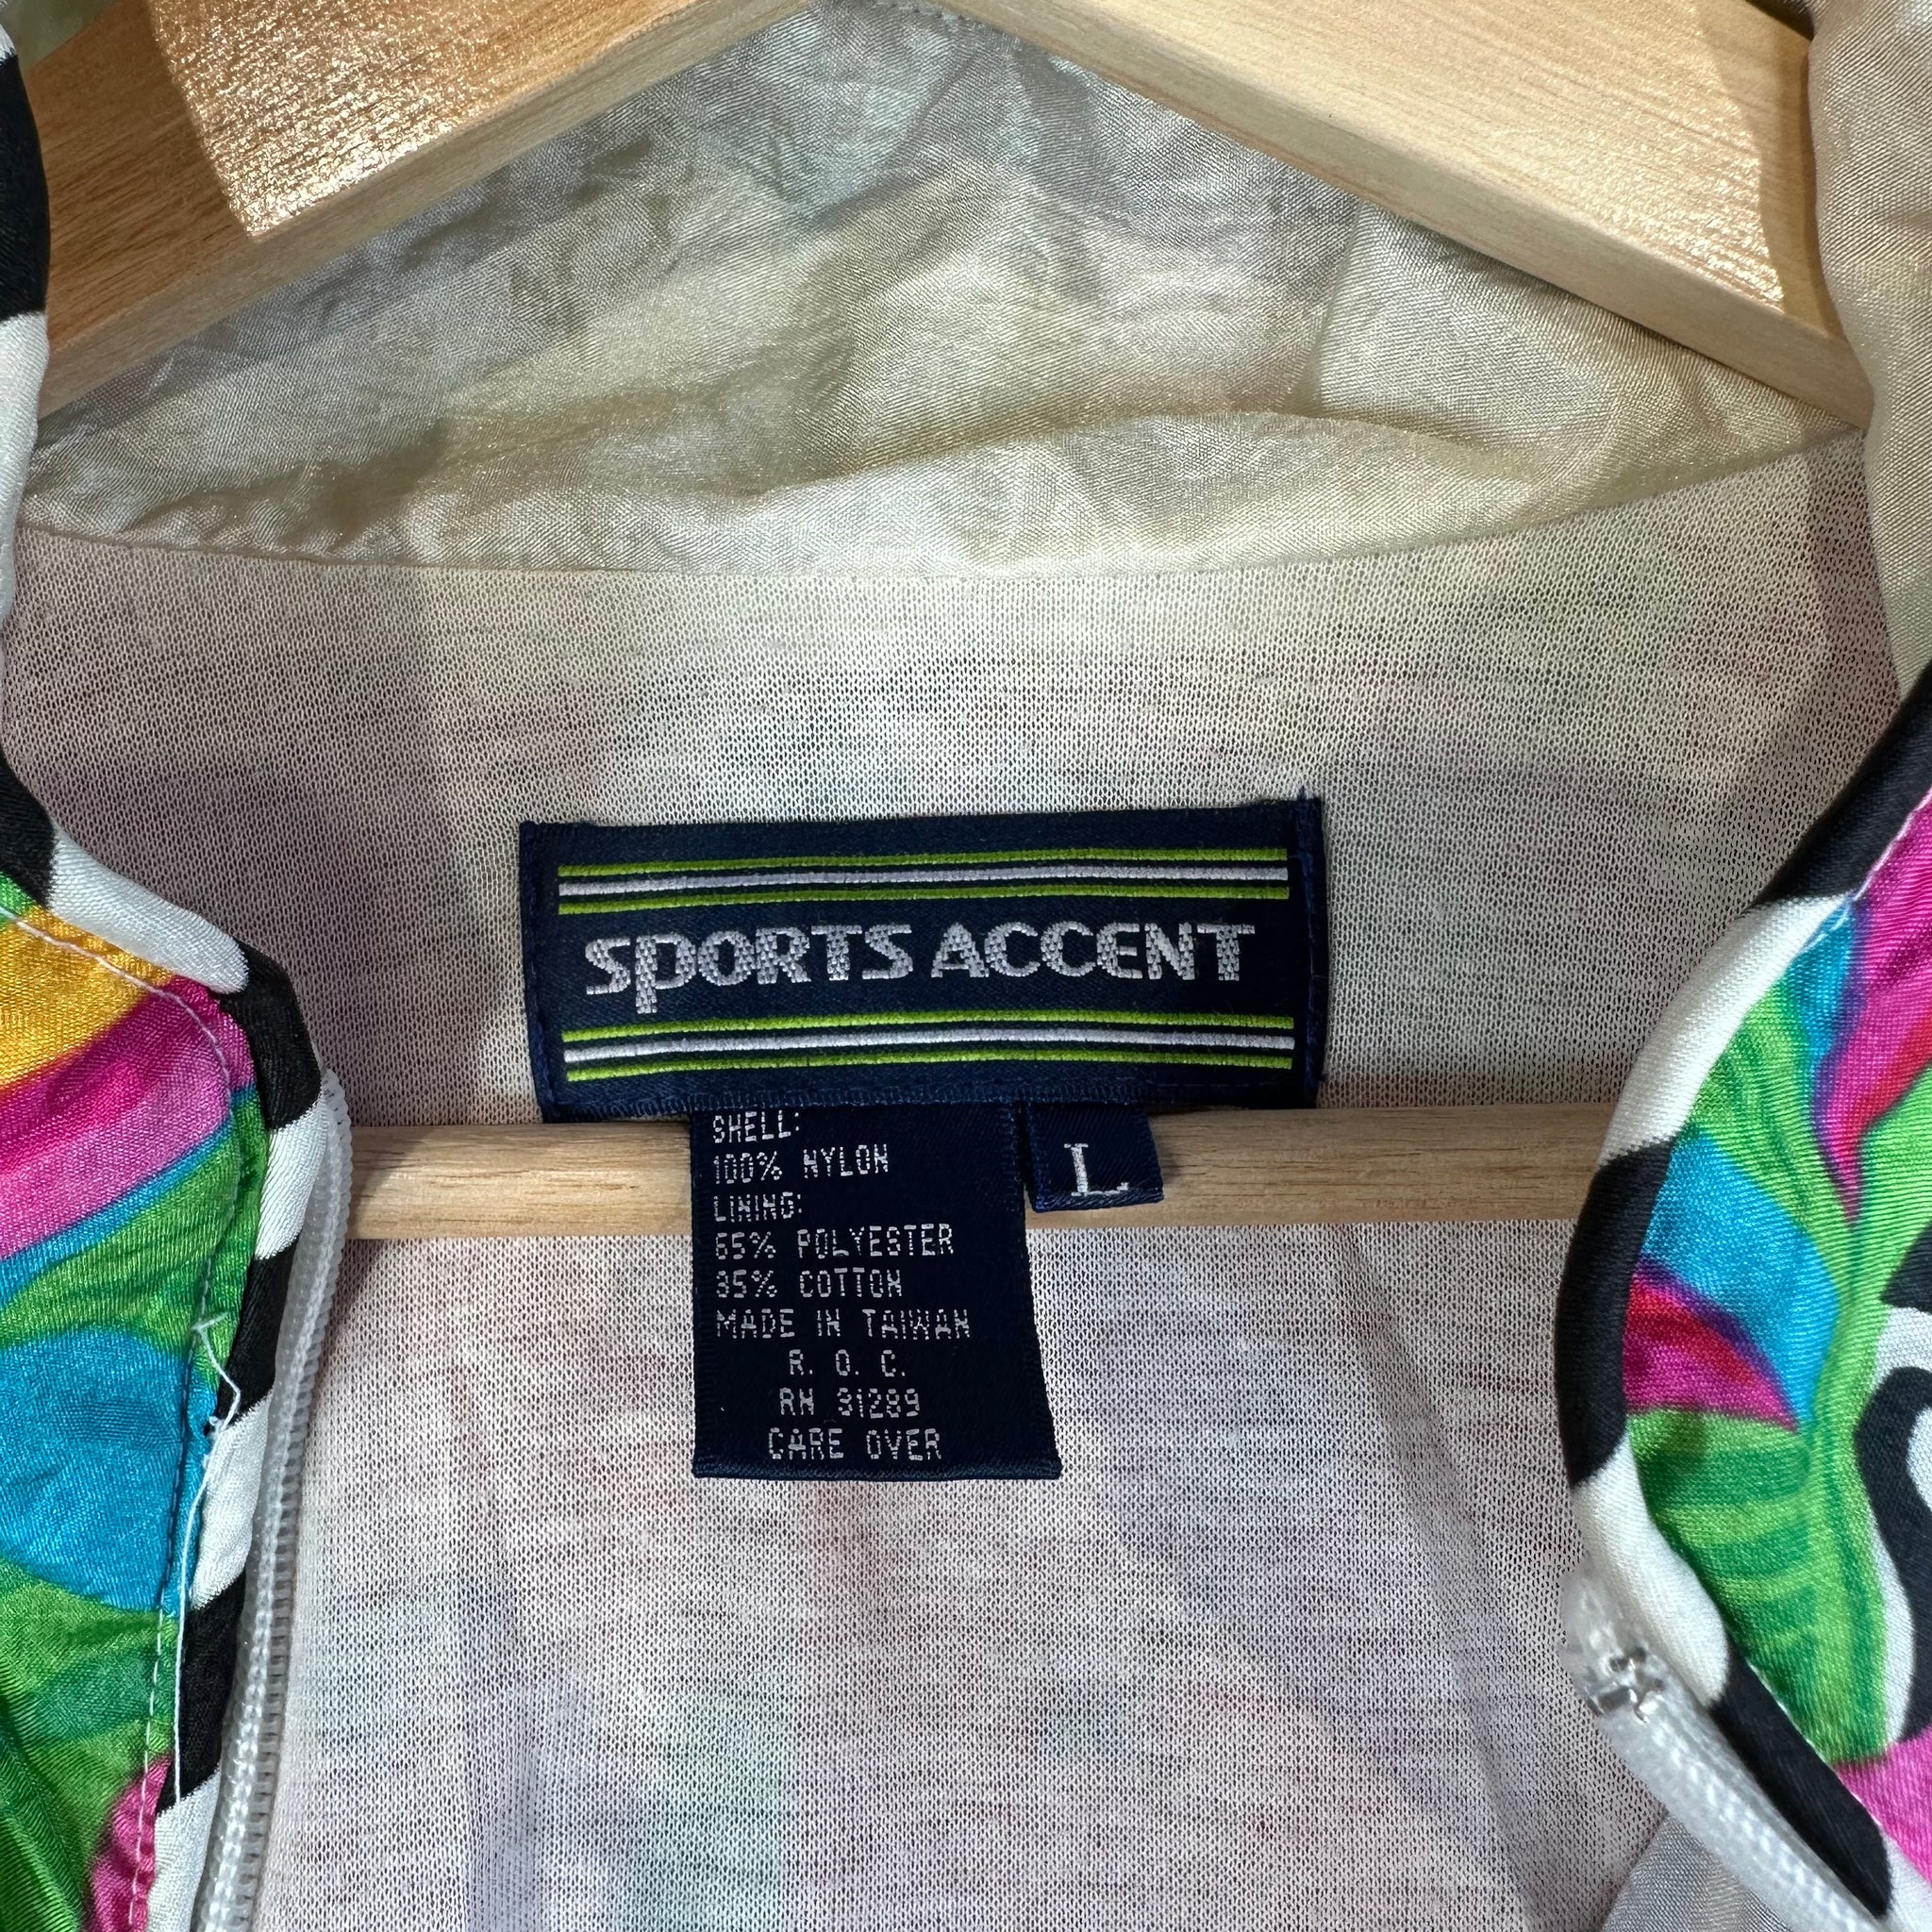 SPORTS ACCENT
SHELL:
100% NYLON
LINING:
65% POLYESTER
35% COTTON
MADE IN TAIWAN
R. O. C.
RN 31289
CARE OVER
L